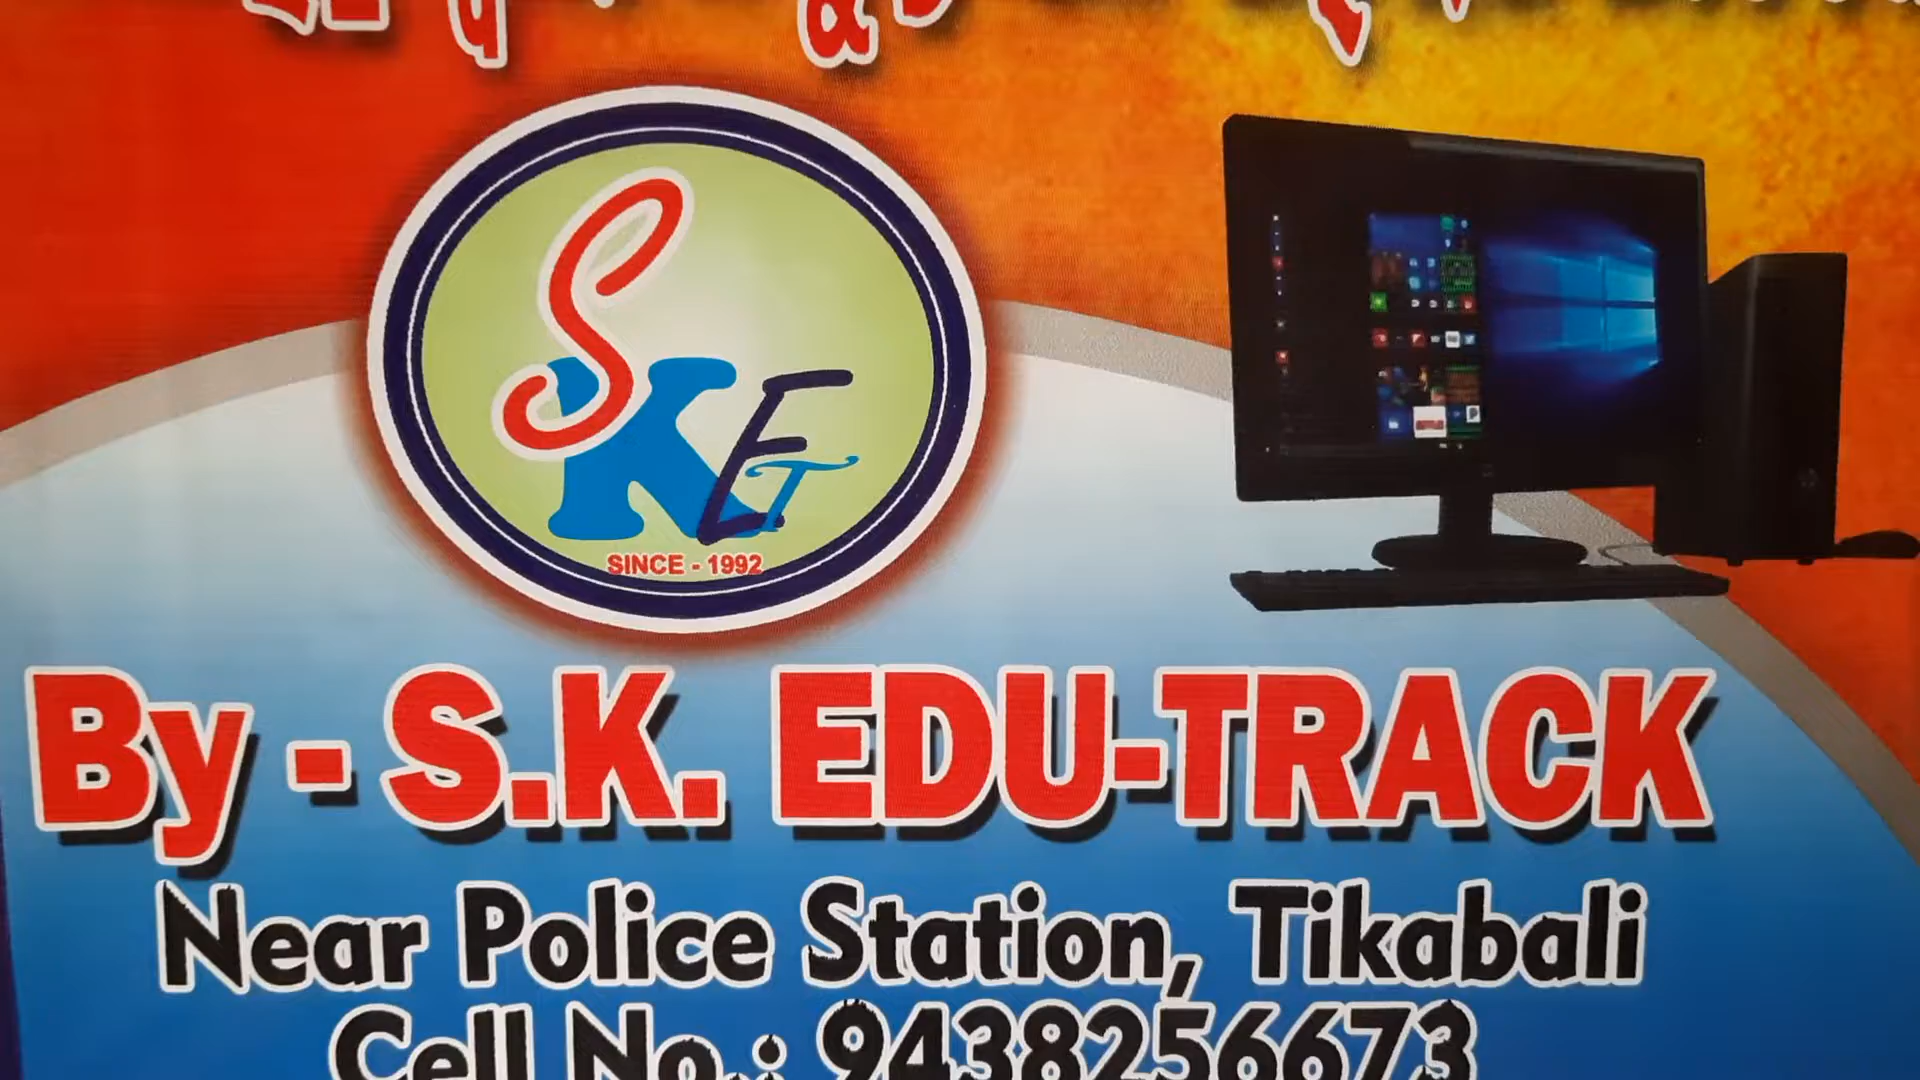 SKET
SINCE - 1992
By - S.K. EDU-TRACK
Near Police Station, Tikabali
Cell No.: 9438256673